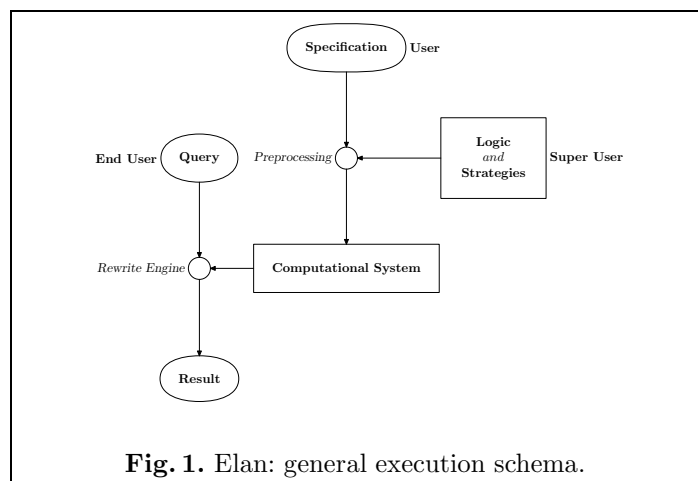 Specification User
Logic
and
Strategies
Super User
Preprocessing
End User Query
Rewrite Engine
Computational System
Result
Fig. 1. Elan: general execution schema.